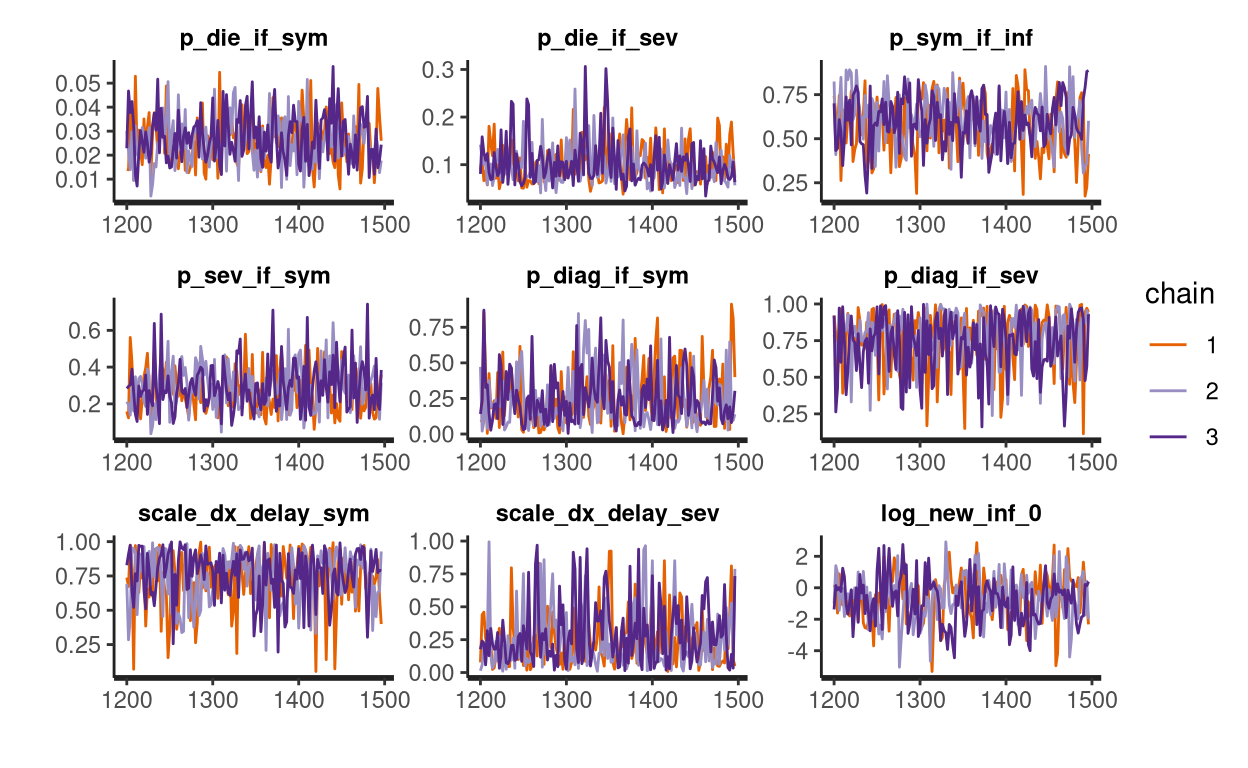 p_die_if_sym p_die_if_sev p_sym_if_inf
0.05 0.04 0.03 0.02 0.01
0.3 0.2 0.1
0.75 0.50 0.25
1200 1300 1400 1500 1200 1300 1400 1500 1200 1300 1400 1500
p_sev_if_sym p_diag_if_sym p_diag_if_sev
0.6 0.4 0.2
0.75 0.50 0.25 0.00
1.00 0.75 0.50 0.25
1200 1300 1400 1500 1200 1300 1400 1500 1200 1300 1400 1500
scale_dx_delay_sym scale_dx_delay_sev log_new_inf_0
1.00 0.75 0.50 0.25
1.00 0.75 0.50 0.25 0.00
2 0 -2 -4
1200 1300 1400 1500 1200 1300 1400 1500 1200 1300 1400 1500
chain
1
2
3